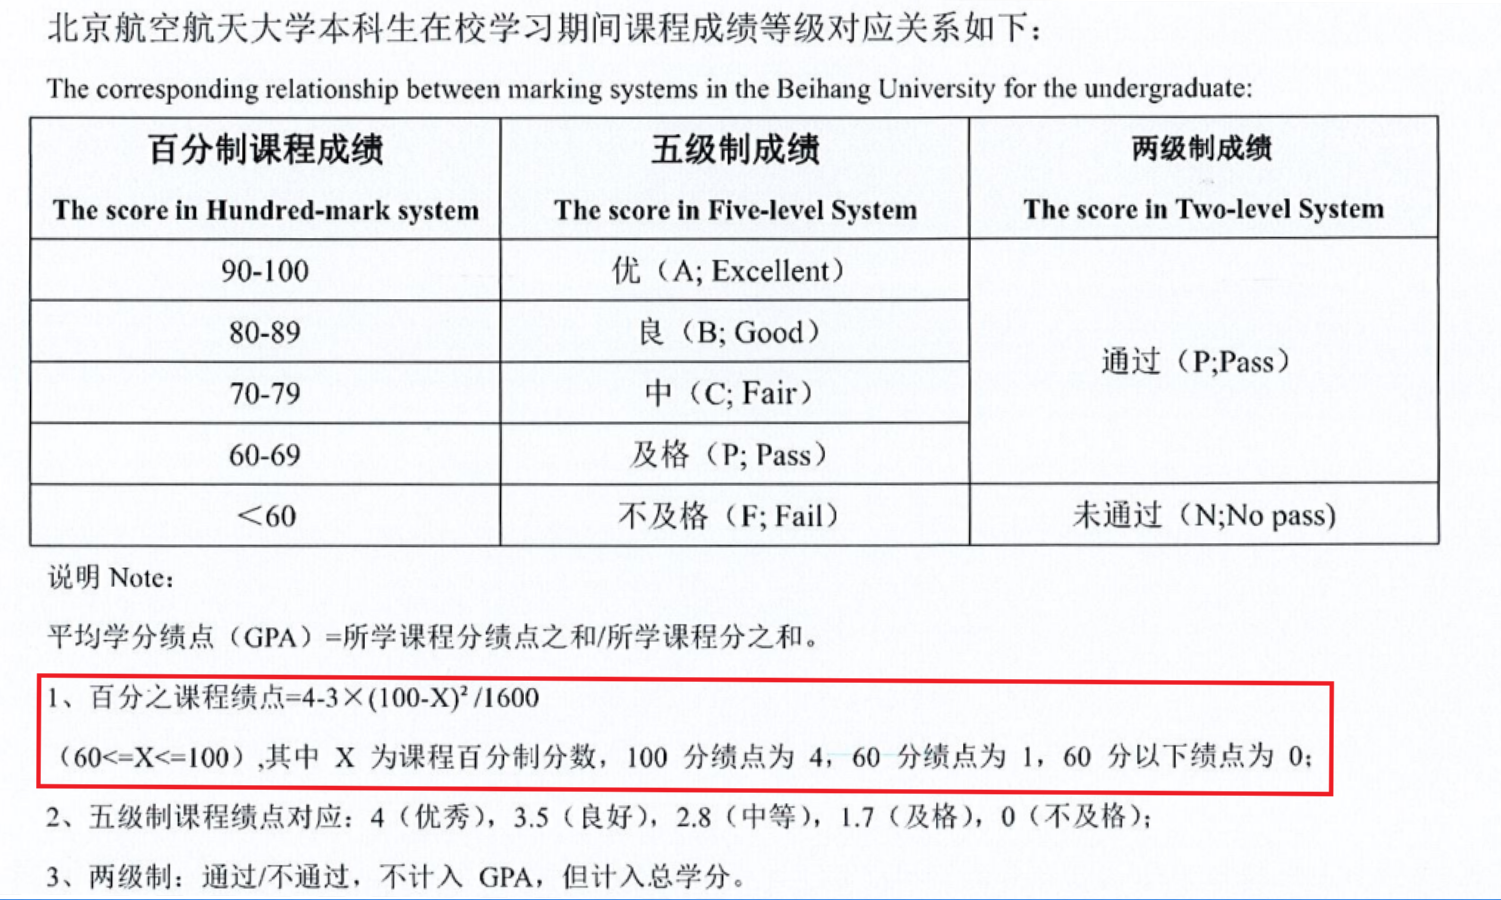 北京航空航天大学本科生在校学习期间课程成绩等级对应关系如下：
The corresponding relationship between marking systems in the Beihang University for the undergraduate:
百分制课程成绩 五级制成绩 两级制成绩
The score in Hundred-mark system The score in Five-level System The score in Two-level System
90-100 优（A; Excellent）
80-89 良（B; Good）
通过（P;Pass）
70-79 中（C; Fair）
60-69 及格（P; Pass）
＜60 不及格（F; Fail） 未通过（N;No pass)
说明 Note：
平均学分绩点（GPA）=所学课程分绩点之和/所学课程分之和。
1、百分之课程绩点=4-3×(100-X)²/1600
（60<=X<=100）,其中 X 为课程百分制分数，100 分绩点为 4，60 分绩点为 1，60 分以下绩点为 0；
2、五级制课程绩点对应：4（优秀），3.5（良好），2.8（中等），1.7（及格），0（不及格）；
3、两级制：通过/不通过，不计入 GPA，但计入总学分。